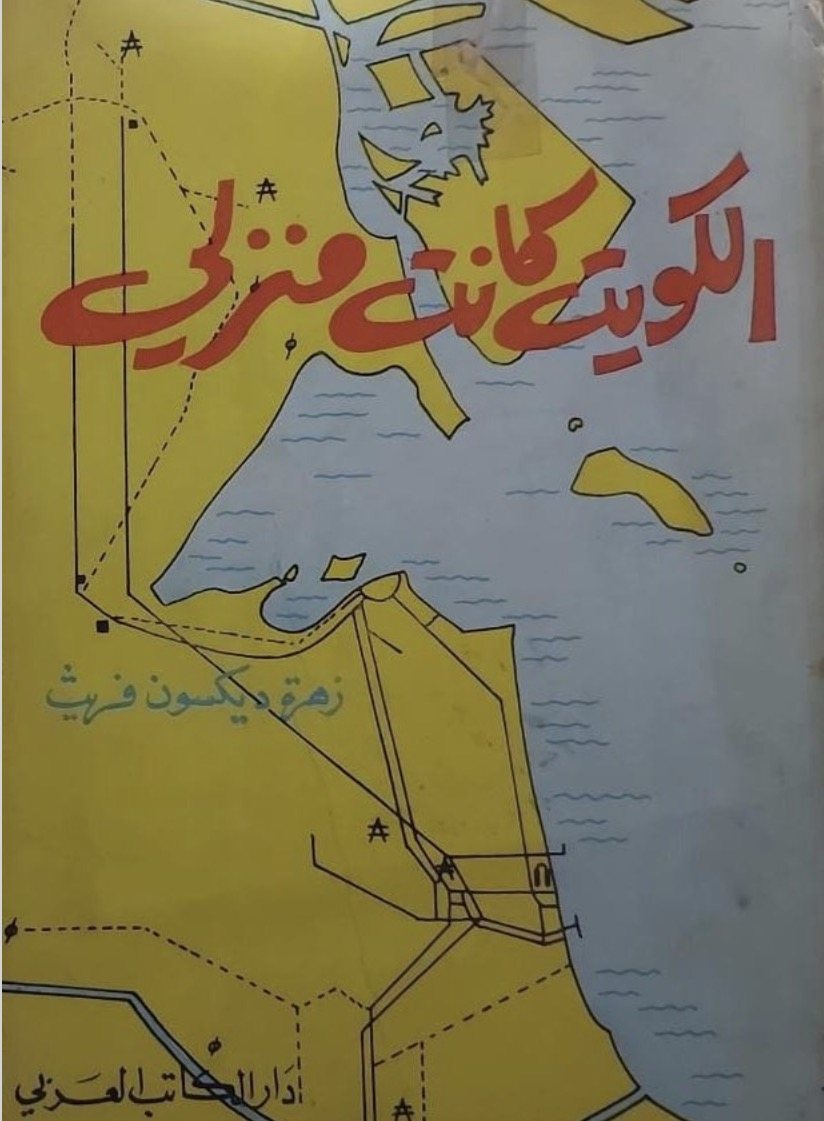 الكويت كانت منزلي
زهرة ديكسون فريث
دار الكاتب العربي